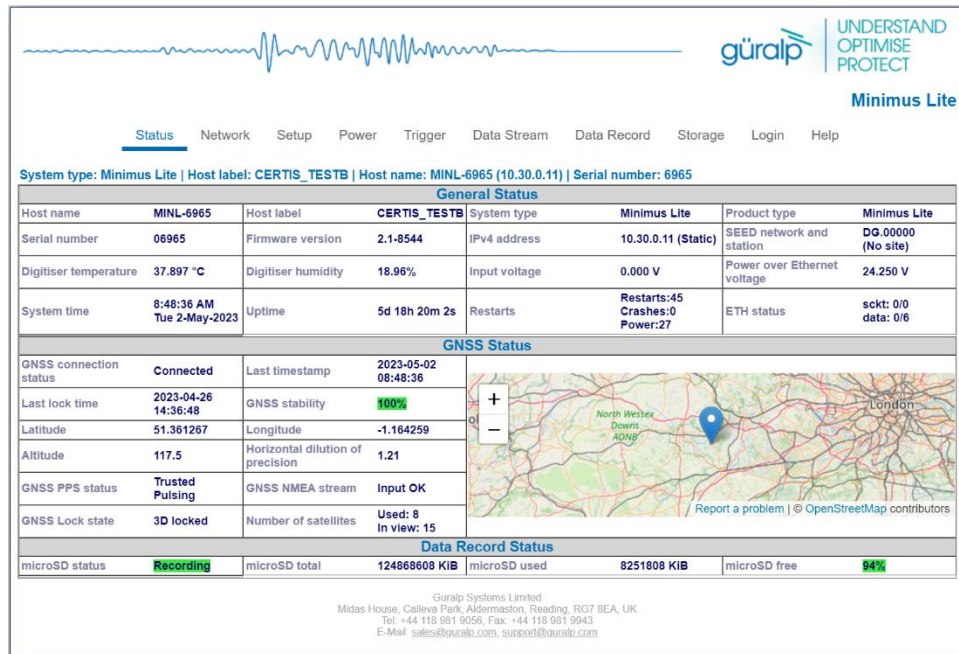 güralp
UNDERSTAND
OPTIMISE
PROTECT
Minimus Lite
Status Network Setup Power Trigger Data Stream Data Record Storage Login Help
System type: Minimus Lite | Host label: CERTIS_TESTB | Host name: MINL-6965 (10.30.0.11) | Serial number: 6965
General Status
Host name MINL-6965 Host label CERTIS_TESTB System type Minimus Lite Product type Minimus Lite
Serial number 06965 Firmware version 2.1-8544 IPv4 address 10.30.0.11 (Static) SEED network and
station DG.00000
(No site)
Digitiser temperature 37.897 °C Digitiser humidity 18.96% Input voltage 0.000 V Power over Ethernet
voltage 24.250 V
System time 8:48:36 AM
Tue 2-May-2023 Uptime 5d 18h 20m 2s Restarts Restarts:45
Crashes:0
Power:27 ETH status sckt: 0/0
data: 0/6
GNSS Status
GNSS connection
status Connected Last timestamp 2023-05-02
08:48:36
Last lock time 2023-04-26
14:36:48 GNSS stability 100%
Latitude 51.361267 Longitude -1.164259
Altitude 117.5 Horizontal dilution of
precision 1.21
GNSS PPS status Trusted
Pulsing GNSS NMEA stream Input OK
GNSS Lock state 3D locked Number of satellites Used: 8
In view: 15
+
−
North Wessex
Downs
AONB
London
Report a problem | © OpenStreetMap contributors
Data Record Status
microSD status Recording microSD total 124868608 KiB microSD used 8251808 KiB microSD free 94%
Guralp Systems Limited
Midas House, Calleva Park, Aldermaston, Reading, RG7 8EA, UK
Tel: +44 118 981 9056, Fax: +44 118 981 9943
E-Mail: sales@guralp.com, support@guralp.com